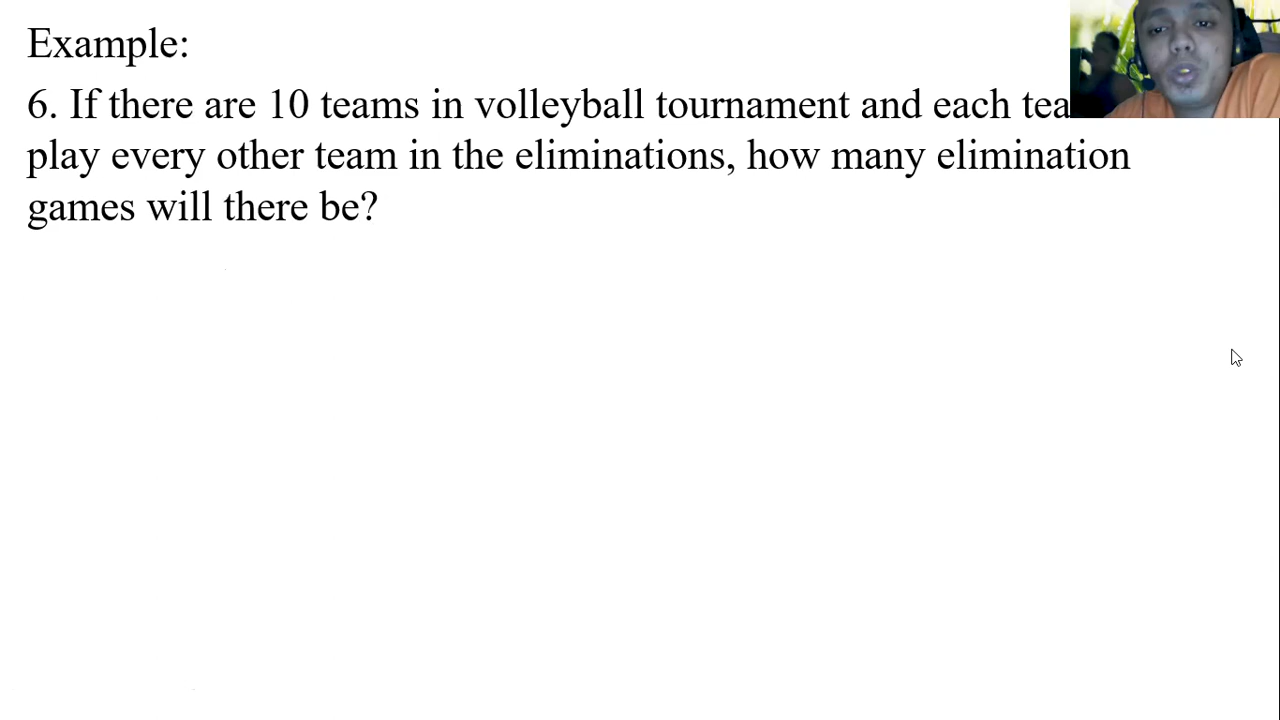 Example:
6. If there are 10 teams in volleyball tournament and each
play every other team in the eliminations, how many elimination
games will there be?